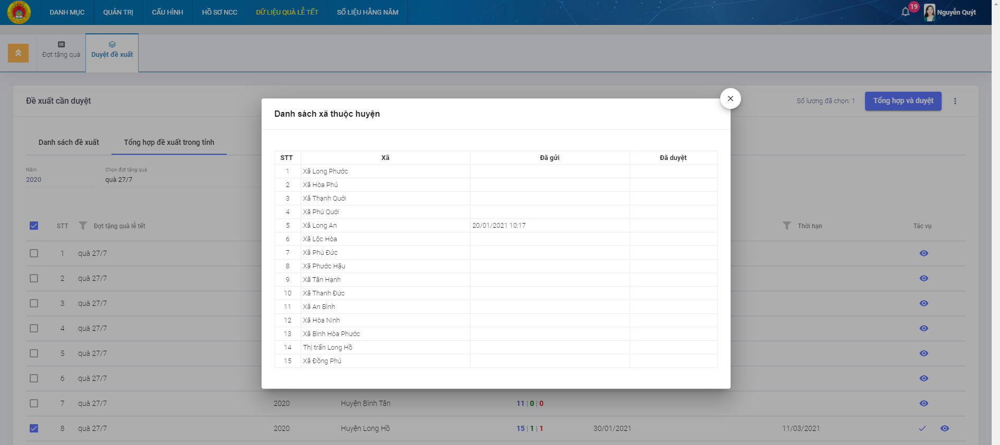 DANH MỤC QUẢN TRỊ CẤU HÌNH HỒ SƠ NCC DỮ LIỆU QUÀ LỄ TẾT SỐ LIỆU HẰNG NĂM 19 Nguyễn Quýt
Đợt tặng quà Duyệt đề xuất
Đề xuất cần duyệt Số lượng đã chọn: 1 Tổng hợp và duyệt
Danh sách xã thuộc huyện
Danh sách đề xuất Tổng hợp đề xuất trong tỉnh
Năm Chọn đợt tặng quà
2020 quà 27/7
STT Đợt tặng quà lễ tết Thời hạn Tác vụ
1 quà 27/7
2 quà 27/7
3 quà 27/7
4 quà 27/7
5 quà 27/7
6 quà 27/7
7 quà 27/7 2020 Huyện Bình Tân 11 | 0 | 0
8 quà 27/7 2020 Huyện Long Hồ 15 | 1 | 1 30/01/2021 11/03/2021
STT Xã Đã gửi Đã duyệt
1 Xã Long Phước
2 Xã Hòa Phú
3 Xã Thạnh Quới
4 Xã Phú Quới
5 Xã Long An 20/01/2021 10:17
6 Xã Lộc Hòa
7 Xã Phú Đức
8 Xã Phước Hậu
9 Xã Tân Hạnh
10 Xã Thanh Đức
11 Xã An Bình
12 Xã Hòa Ninh
13 Xã Bình Hòa Phước
14 Thị trấn Long Hồ
15 Xã Đồng Phú